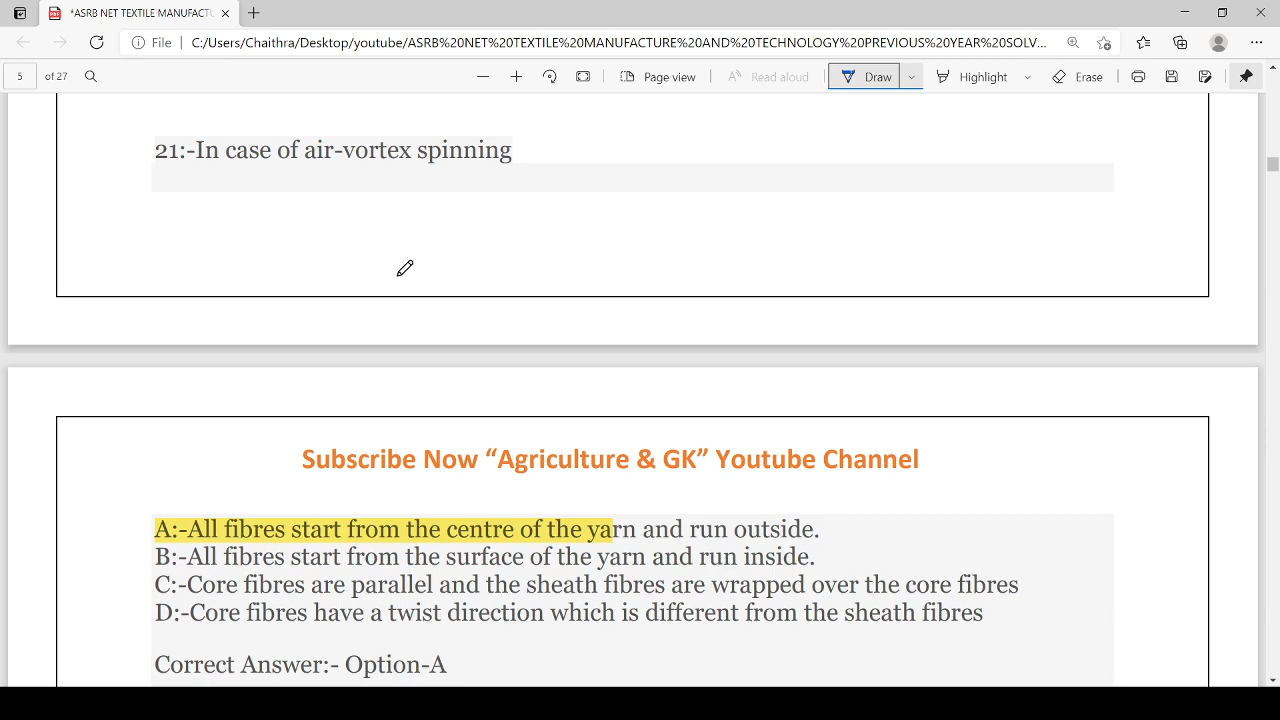 *ASRB NET TEXTILE MANUFACTU
File
C:/Users/Chaithra/Desktop/youtube/ASRB%20NET%20TEXTILE%20MANUFACTURE%20AND%20TECHNOLOGY%20PREVIOUS%20YEAR%20SOLV...
5 of 27
Page view
Read aloud
Draw
Highlight
Erase
21:-In case of air-vortex spinning
Subscribe Now “Agriculture & GK” Youtube Channel
A:-All fibres start from the centre of the yarn and run outside.
B:-All fibres start from the surface of the yarn and run inside.
C:-Core fibres are parallel and the sheath fibres are wrapped over the core fibres
D:-Core fibres have a twist direction which is different from the sheath fibres
Correct Answer:- Option-A